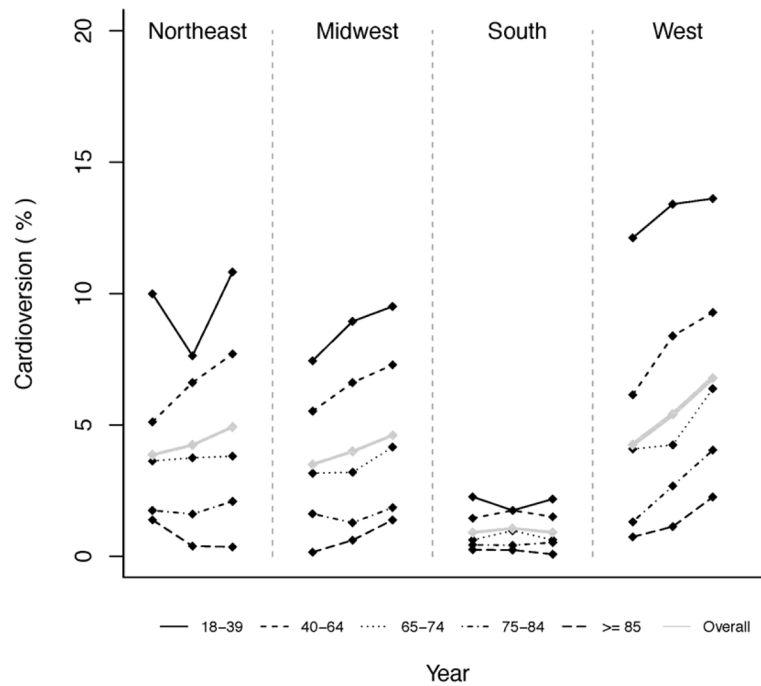 Northeast Midwest South West
20
15
10
5
0
Cardioversion ( % )
18–39 40–64 65–74 75–84 >= 85 Overall
Year